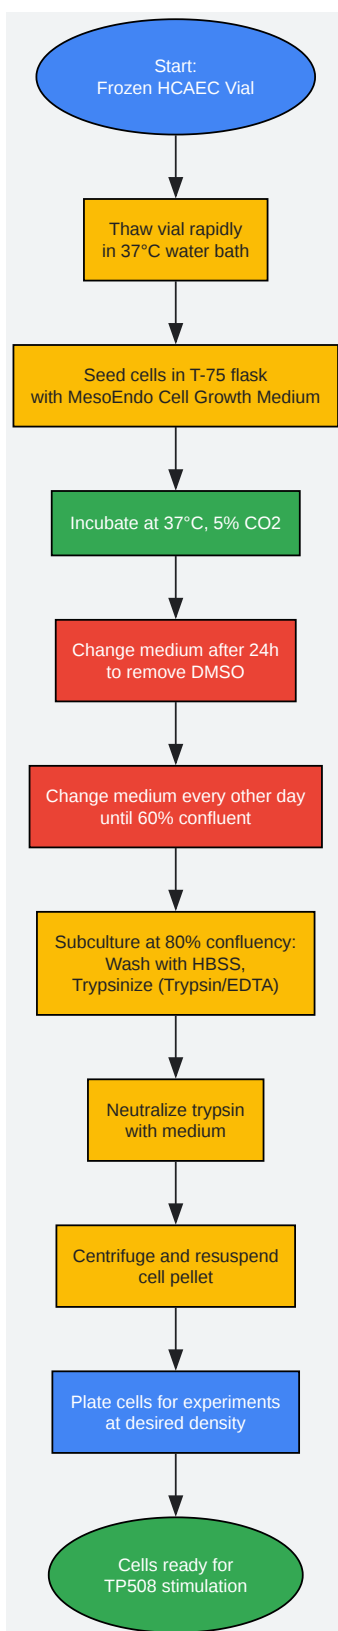 Start:
Frozen HCAEC Vial
Thaw vial rapidly
in 37°C water bath
Seed cells in T-75 flask
with MesoEndo Cell Growth Medium
Incubate at 37°C, 5% CO2
Change medium after 24h
to remove DMSO
Change medium every other day
until 60% confluent
Subculture at 80% confluency:
Wash with HBSS,
Trypsinize (Trypsin/EDTA)
Neutralize trypsin
with medium
Centrifuge and resuspend
cell pellet
Plate cells for experiments
at desired density
Cells ready for
TP508 stimulation